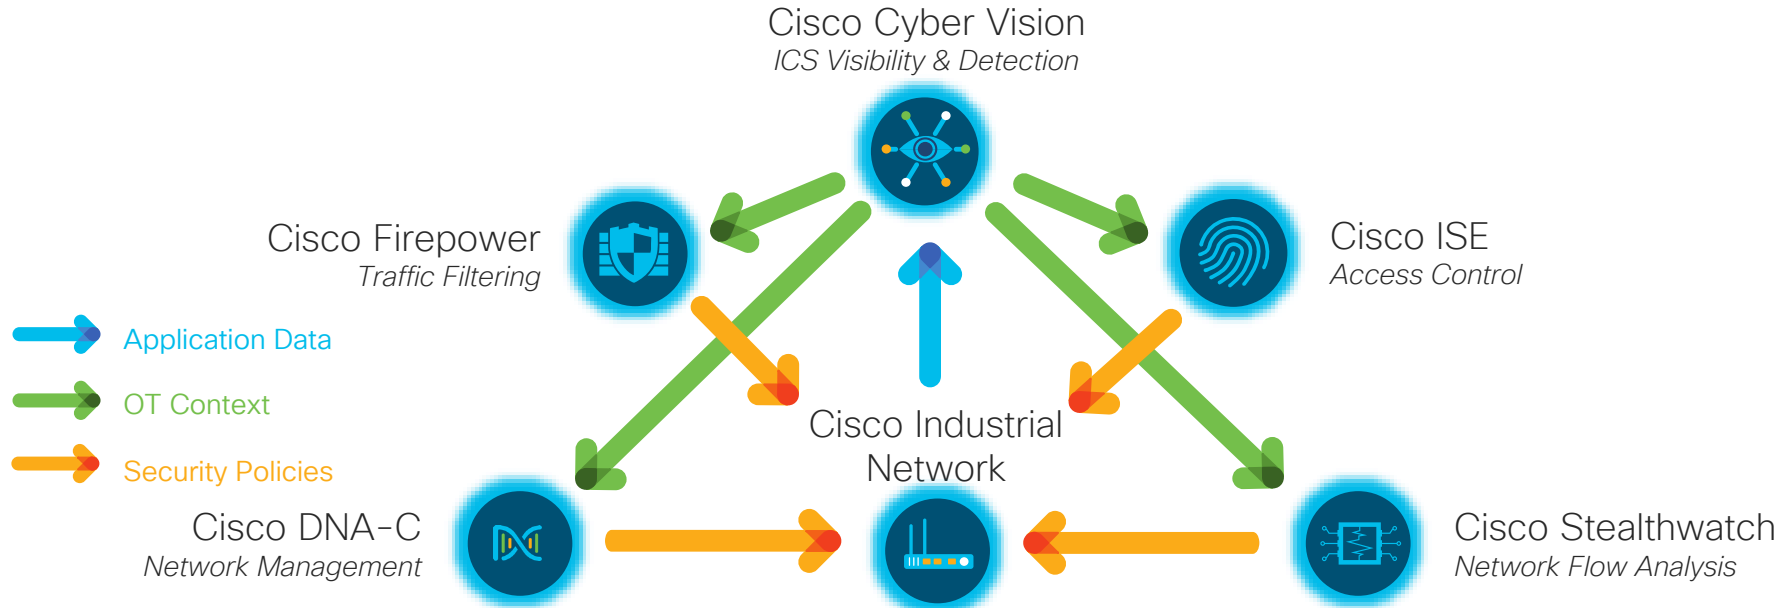 Cisco Cyber Vision
ICS Visibility & Detection
Cisco Firepower
Traffic Filtering
Cisco ISE
Access Control
Application Data
OT Context
Security Policies
Cisco Industrial
Network
Cisco DNA-C
Network Management
Cisco Stealthwatch
Network Flow Analysis